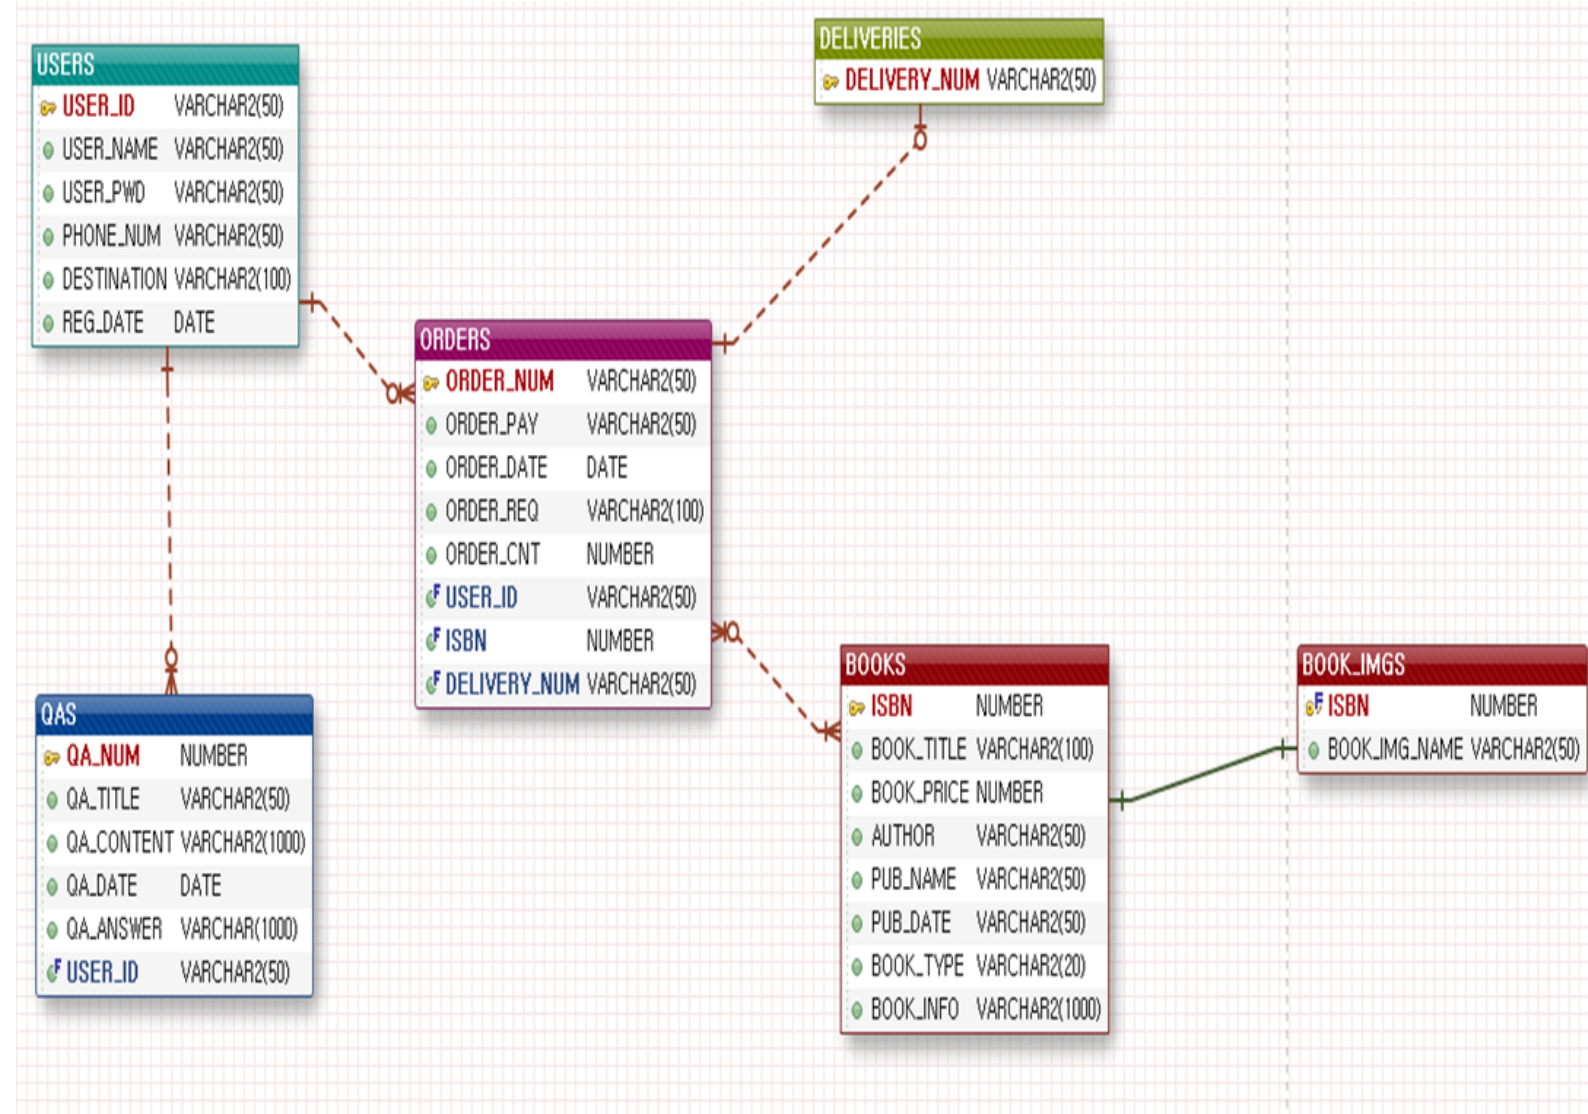 USERS
USER_ID VARCHAR2(50)
USER_NAME VARCHAR2(50)
USER_PWD VARCHAR2(50)
PHONE_NUM VARCHAR2(50)
DESTINATION VARCHAR2(100)
REG_DATE DATE
DELIVERIES
DELIVERY_NUM VARCHAR2(50)
ORDERS
ORDER_NUM VARCHAR2(50)
ORDER_PAY VARCHAR2(50)
ORDER_DATE DATE
ORDER_REQ VARCHAR2(100)
ORDER_CNT NUMBER
F USER_ID VARCHAR2(50)
F ISBN NUMBER
F DELIVERY_NUM VARCHAR2(50)
QAS
QA_NUM NUMBER
QA_TITLE VARCHAR2(50)
QA_CONTENT VARCHAR2(1000)
QA_DATE DATE
QA_ANSWER VARCHAR(1000)
F USER_ID VARCHAR2(50)
BOOKS
ISBN NUMBER
BOOK_TITLE VARCHAR2(100)
BOOK_PRICE NUMBER
AUTHOR VARCHAR2(50)
PUB_NAME VARCHAR2(50)
PUB_DATE VARCHAR2(50)
BOOK_TYPE VARCHAR2(20)
BOOK_INFO VARCHAR2(1000)
BOOK_IMGS
F ISBN NUMBER
BOOK_IMG_NAME VARCHAR2(50)